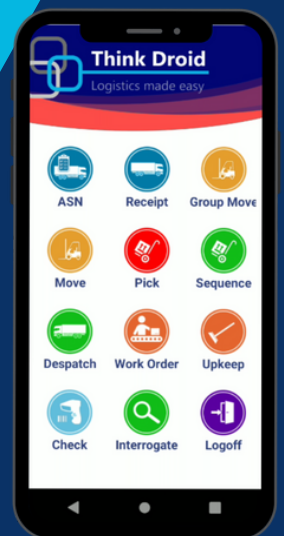 Think Droid
Logistics made easy
ASN Receipt Group Move
Move Pick Sequence
Despatch Work Order Upkeep
Check Interrogate Logoff